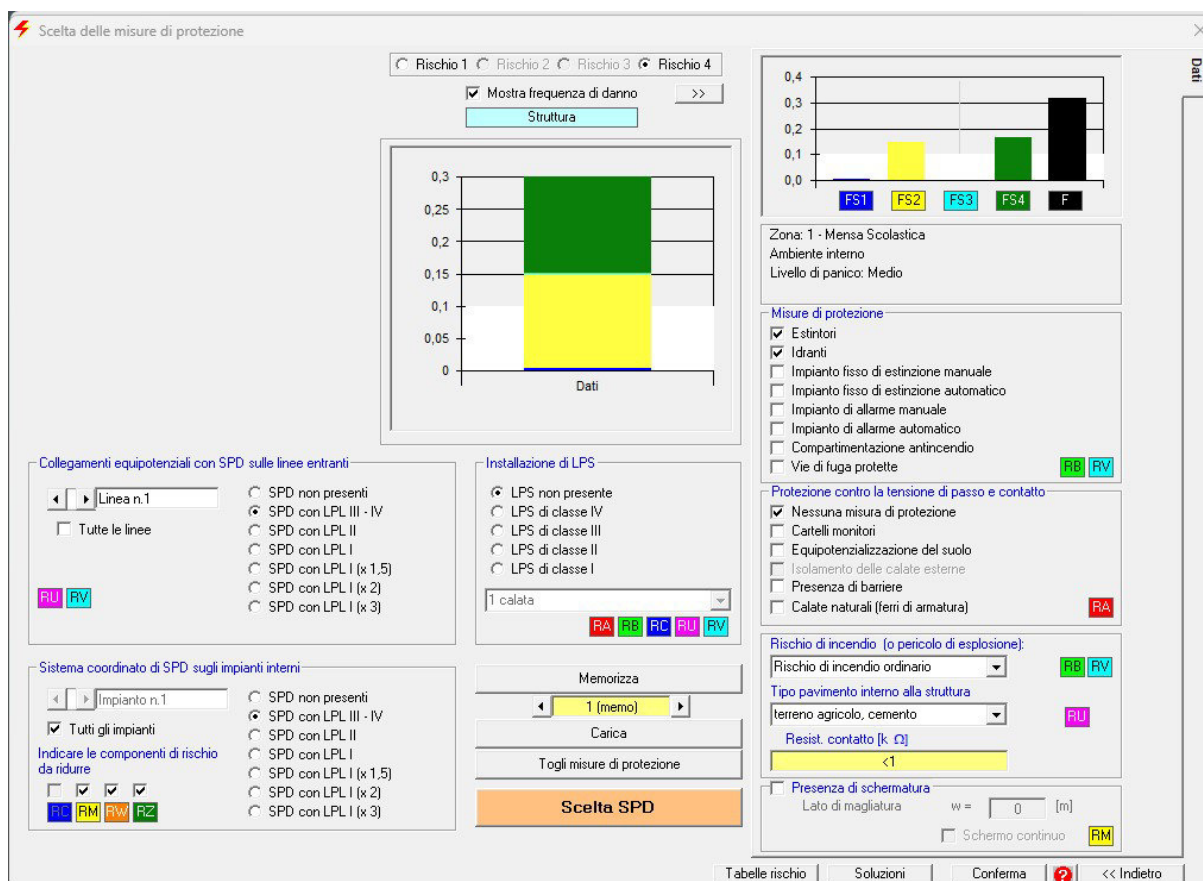 Scelta delle misure di protezione
Rischio 1 Rischio 2 Rischio 3 Rischio 4
Mostra frequenza di danno >>
Struttura
0,3
0,25
0,2
0,15
0,1
0,05
0
Dati
Collegamenti equipotenziali con SPD sulle linee entranti
Linea n.1
Tutte le linee
SPD non presenti
SPD con LPL III - IV
SPD con LPL II
SPD con LPL I
SPD con LPL I (x 1,5)
SPD con LPL I (x 2)
SPD con LPL I (x 3)
RU RV
Installazione di LPS
LPS non presente
LPS di classe IV
LPS di classe III
LPS di classe II
LPS di classe I
1 calata
RA RB RC RU RV
Sistema coordinato di SPD sugli impianti interni
Impianto n.1
Tutti gli impianti
Indicare le componenti di rischio
da ridurre
RC RM RW RZ
SPD non presenti
SPD con LPL III - IV
SPD con LPL II
SPD con LPL I
SPD con LPL I (x 1,5)
SPD con LPL I (x 2)
SPD con LPL I (x 3)
Memorizza
1 (memo)
Carica
Togli misure di protezione
Scelta SPD
Dati
0,4
0,3
0,2
0,1
0,0
FS1 FS2 FS3 FS4 F
Zona: 1 - Mensa Scolastica
Ambiente interno
Livello di panico: Medio
Misure di protezione
Estintori
Idranti
Impianto fisso di estinzione manuale
Impianto fisso di estinzione automatico
Impianto di allarme manuale
Impianto di allarme automatico
Compartimentazione antincendio
Vie di fuga protette
RB RV
Protezione contro la tensione di passo e contatto
Nessuna misura di protezione
Cartelli monitori
Equipotenzializzazione del suolo
Isolamento delle calate esterne
Presenza di barriere
Calate naturali (ferri di armatura)
RA
Rischio di incendio (o pericolo di esplosione):
Rischio di incendio ordinario
RB RV
Tipo pavimento interno alla struttura
terreno agricolo, cemento
RU
Resist. contatto [k Ω]
<1
Presenza di schermatura
Lato di magliatura w = 0 [m]
Schermo continuo RM
Tabelle rischio Soluzioni Conferma ? << Indietro